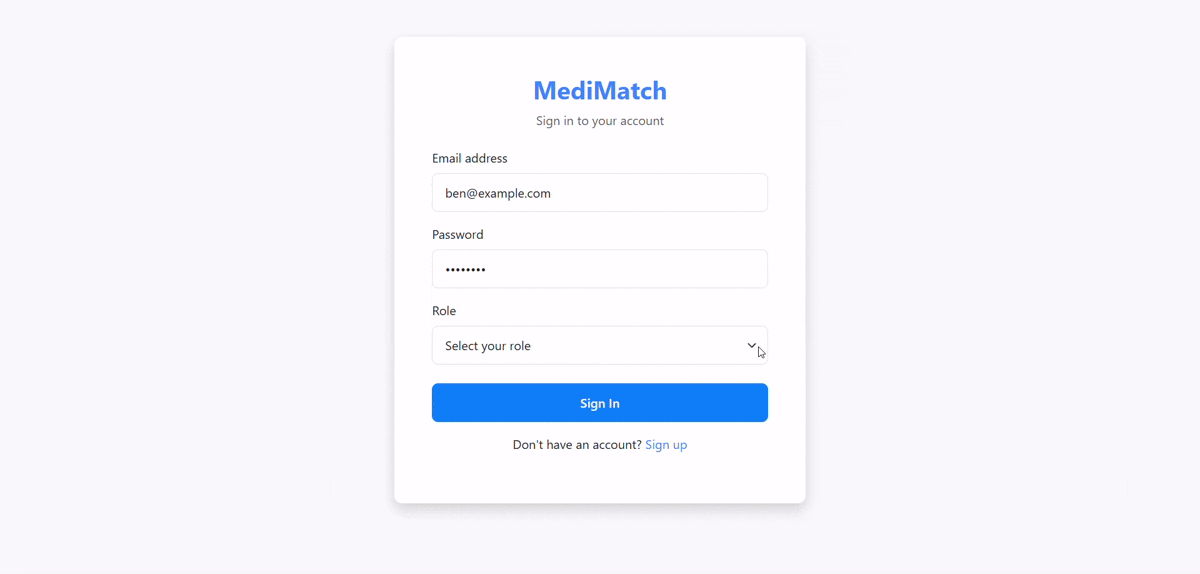 MediMatch
Sign in to your account
Email address
ben@example.com
Password
••••••••
Role
Select your role
Sign In
Don't have an account? Sign up